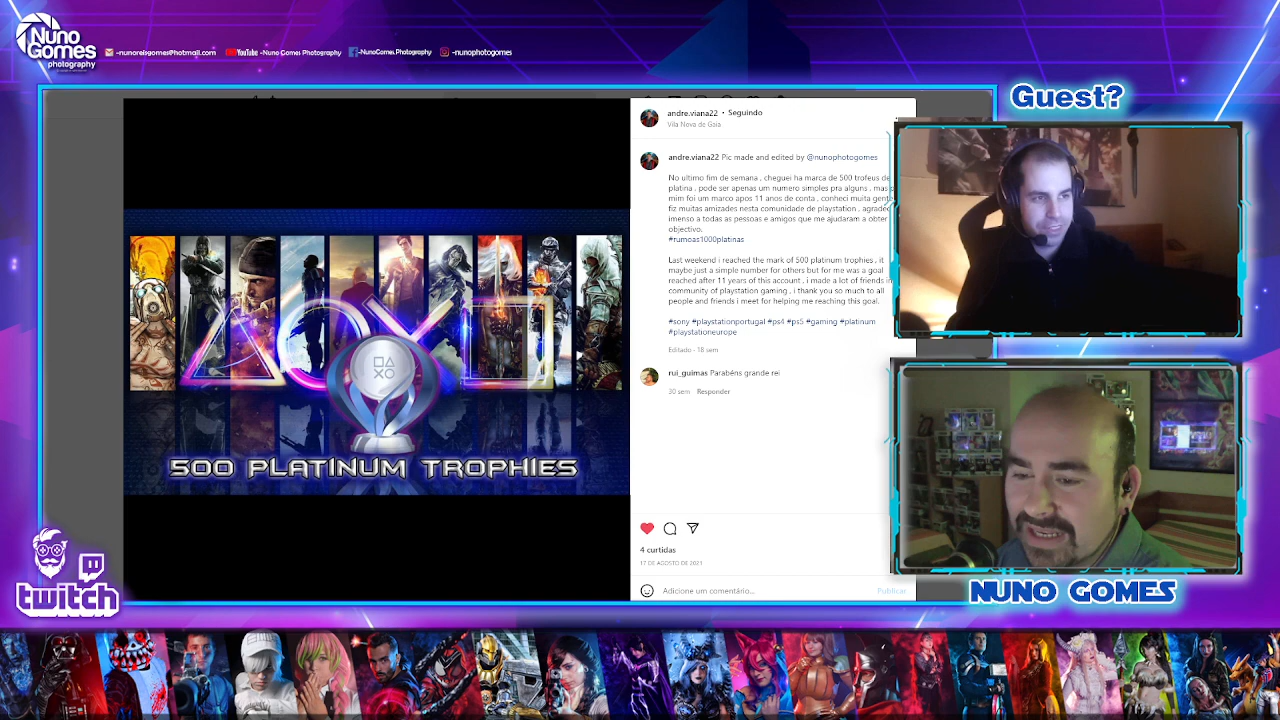 Nuno
Gomes
photography
-nunoreisgomes@hotmail.com
YouTube -Nuno Gomes Photography
-NunoGomes.Photography
-nunophotogomes
Guest?
andre.viana22 • Seguindo
Vila Nova de Gaia
andre.viana22 Pic made and edited by @nunophotogomes
No ultimo fim de semana , cheguei ha marca de 500 trofeus de
platina , pode ser apenas um numero simples pra alguns , mas p
mim foi um marco apos 11 anos de conta , conheci muita gente
fiz muitas amizades nesta comunidade de playstation , agradeç
imenso a todas as pessoas e amigos que me ajudaram a obter
objectivo.
#rumoas1000platinas
Last weekend i reached the mark of 500 platinum trophies , it
maybe just a simple number for others but for me was a goal
reached after 11 years of this account , i made a lot of friends in
community of playstation gaming , i thank you so much to all
people and friends i meet for helping me reaching this goal.
#sony #playstationportugal #ps4 #ps5 #gaming #platinum
#playstationeurope
Editado · 18 sem
rui_guimas Parabéns grande rei
30 sem Responder
500 PLATINUM TROPHIES
4 curtidas
17 DE AGOSTO DE 2021
Adicione um comentário...
Publicar
NUNO GOMES
twitch